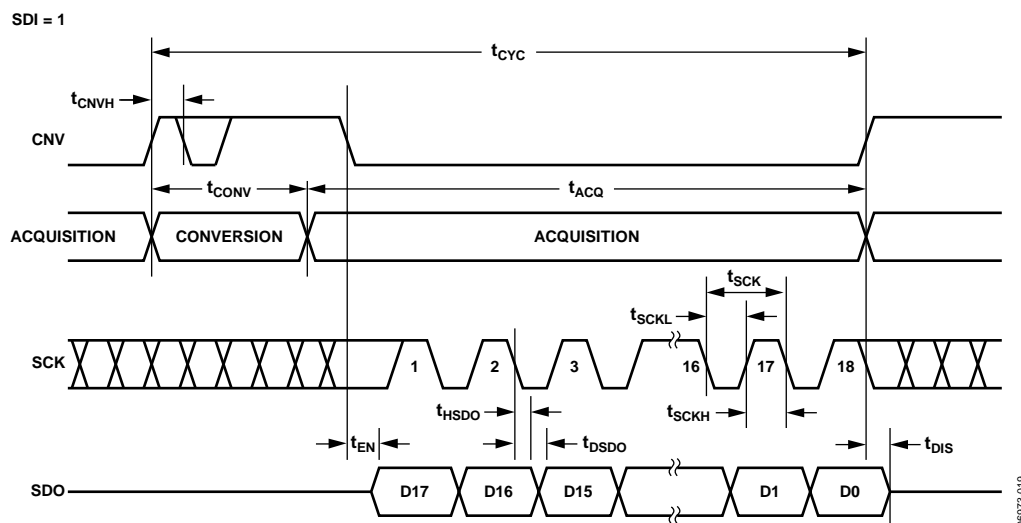 SDI = 1
tCYC
tCNVH
CNV
tCONV tACQ
ACQUISITION CONVERSION ACQUISITION
tSCK
tSCKL
SCK 1 2 3 16 17 18
tHSDO tSCKH
tEN tDSDO tDIS
SDO D17 D16 D15 D1 D0